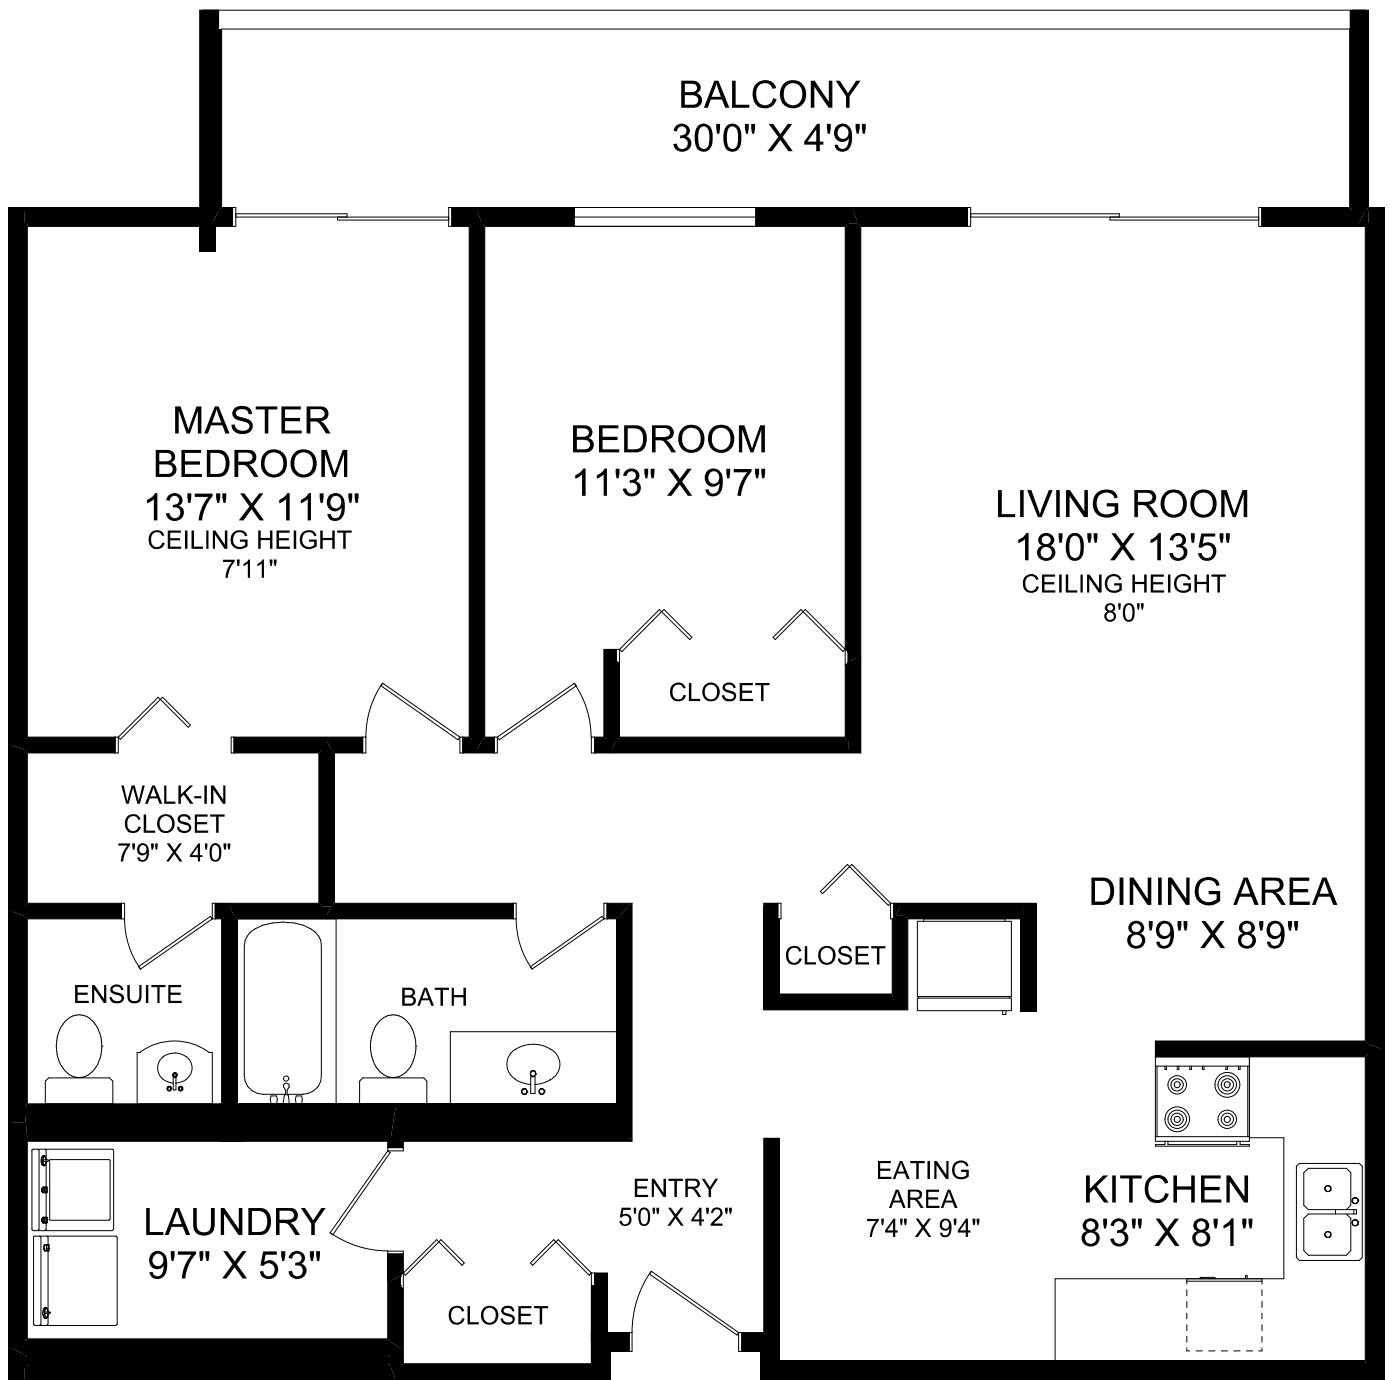 BALCONY
30'0" X 4'9"
MASTER
BEDROOM
13'7" X 11'9"
CEILING HEIGHT
7'11"
BEDROOM
11'3" X 9'7"
LIVING ROOM
18'0" X 13'5"
CEILING HEIGHT
8'0"
CLOSET
WALK-IN
CLOSET
7'9" X 4'0"
DINING AREA
8'9" X 8'9"
CLOSET
ENSUITE
BATH
EATING
AREA
7'4" X 9'4"
KITCHEN
8'3" X 8'1"
ENTRY
5'0" X 4'2"
LAUNDRY
9'7" X 5'3"
CLOSET